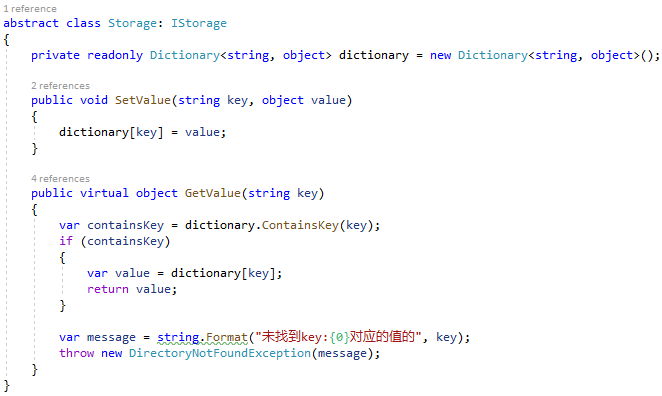 1 reference
abstract class Storage: IStorage
{
    private readonly Dictionary<string, object> dictionary = new Dictionary<string, object>();

    2 references
    public void SetValue(string key, object value)
    {
        dictionary[key] = value;
    }

    4 references
    public virtual object GetValue(string key)
    {
        var containsKey = dictionary.ContainsKey(key);
        if (containsKey)
        {
            var value = dictionary[key];
            return value;
        }

        var message = string.Format("未找到key:{0}对应的值的", key);
        throw new DirectoryNotFoundException(message);
    }
}